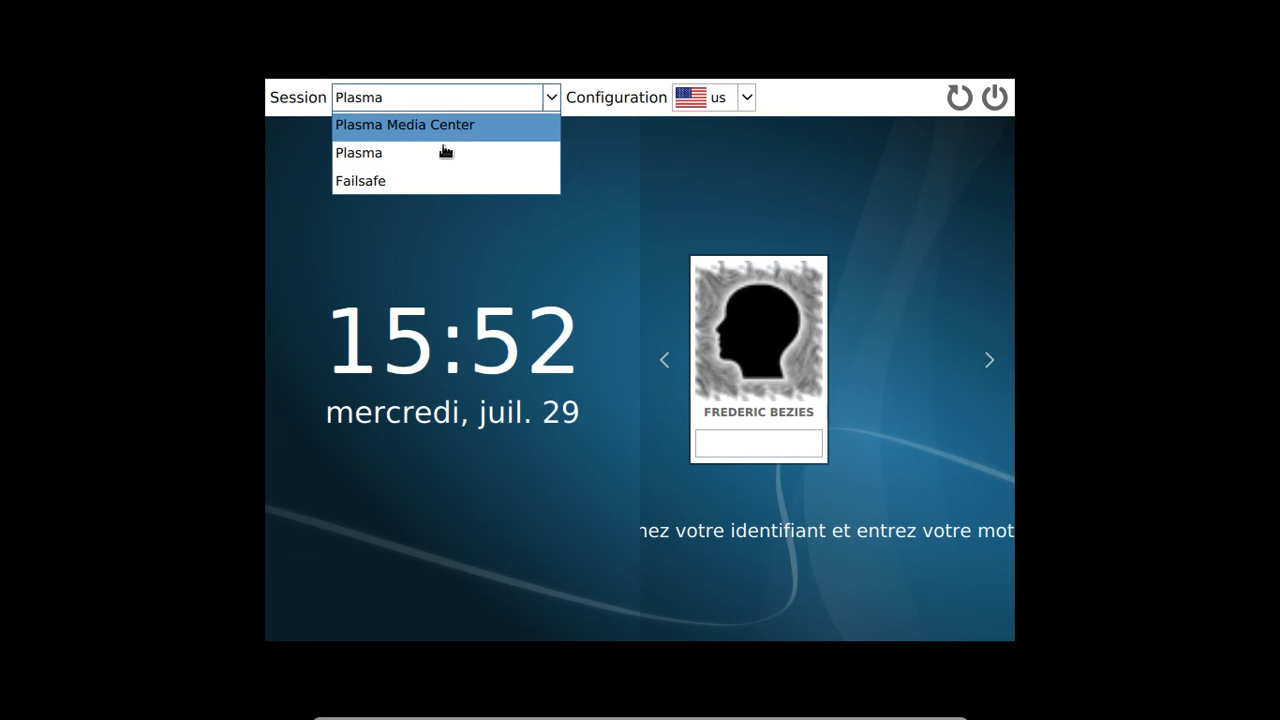 Session Plasma Configuration us
Plasma Media Center
Plasma
Failsafe
15:52
mercredi, juil. 29
FREDERIC BEZIES
nez votre identifiant et entrez votre mot